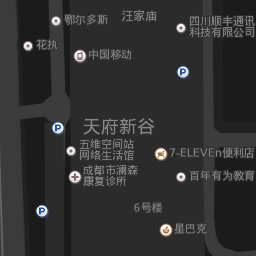 鄂尔多斯
汪家庙
四川顺丰通讯
科技有限公司
花执
中国移动
P
天府新谷
P
五维空间站
网络生活馆
7-ELEVEn便利店
成都市澜森
康复诊所
百年有为教育
P
6号楼
星巴克